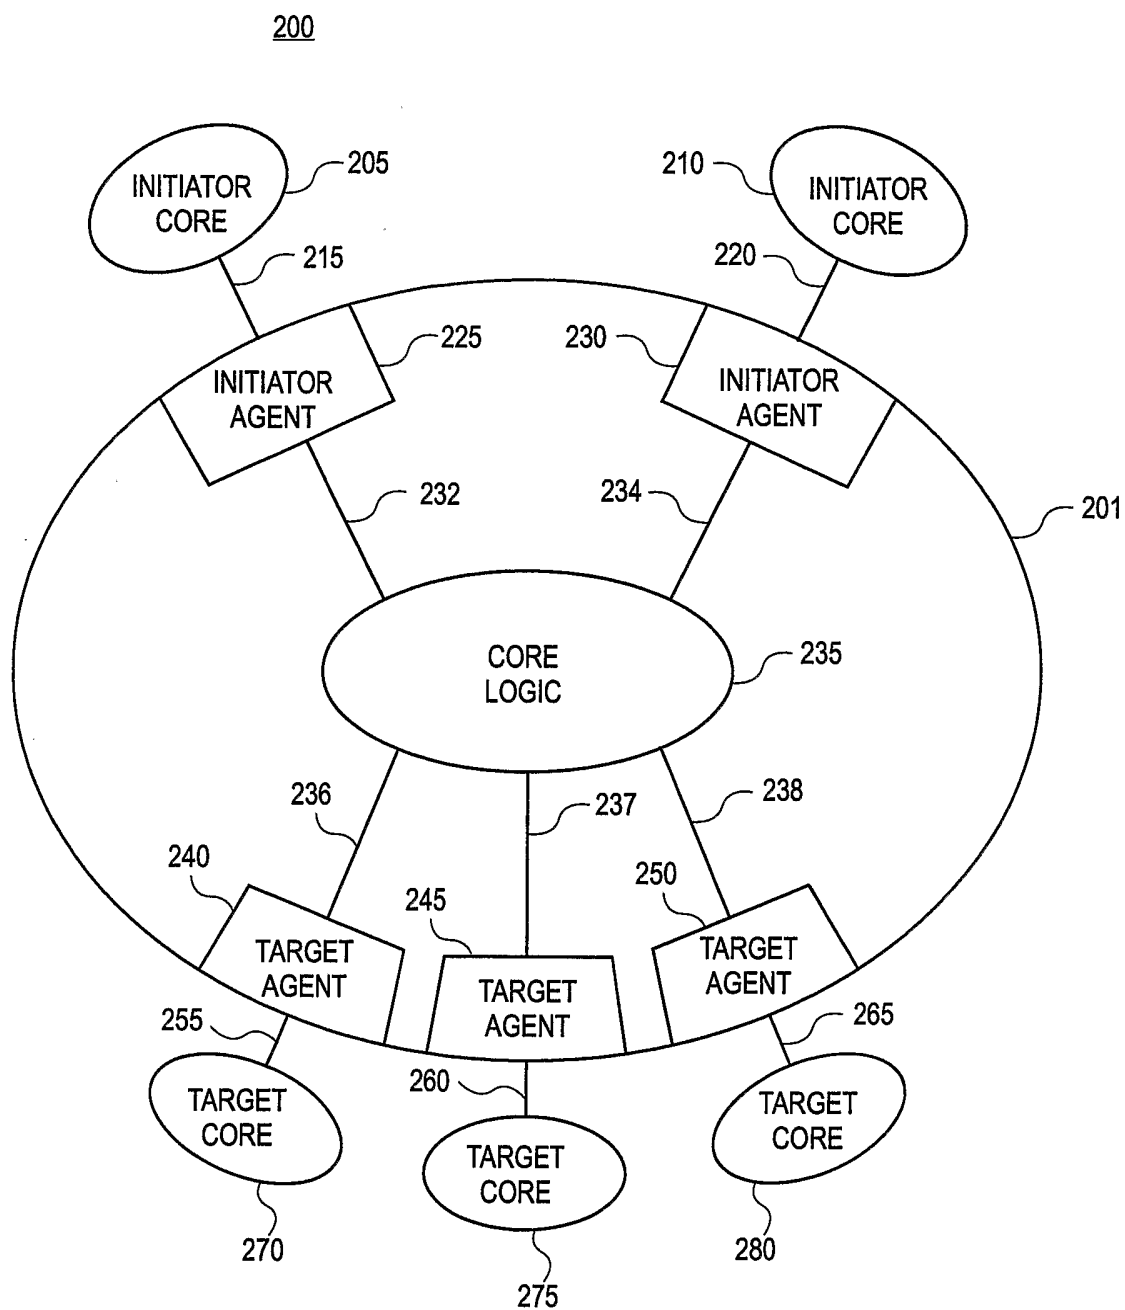 200
INITIATOR
CORE
205
210
INITIATOR
CORE
215
220
225
230
INITIATOR
AGENT
INITIATOR
AGENT
232
234
201
CORE
LOGIC
235
236
237
238
240
245
250
TARGET
AGENT
TARGET
AGENT
TARGET
AGENT
255
260
265
TARGET
CORE
TARGET
CORE
TARGET
CORE
270
275
280